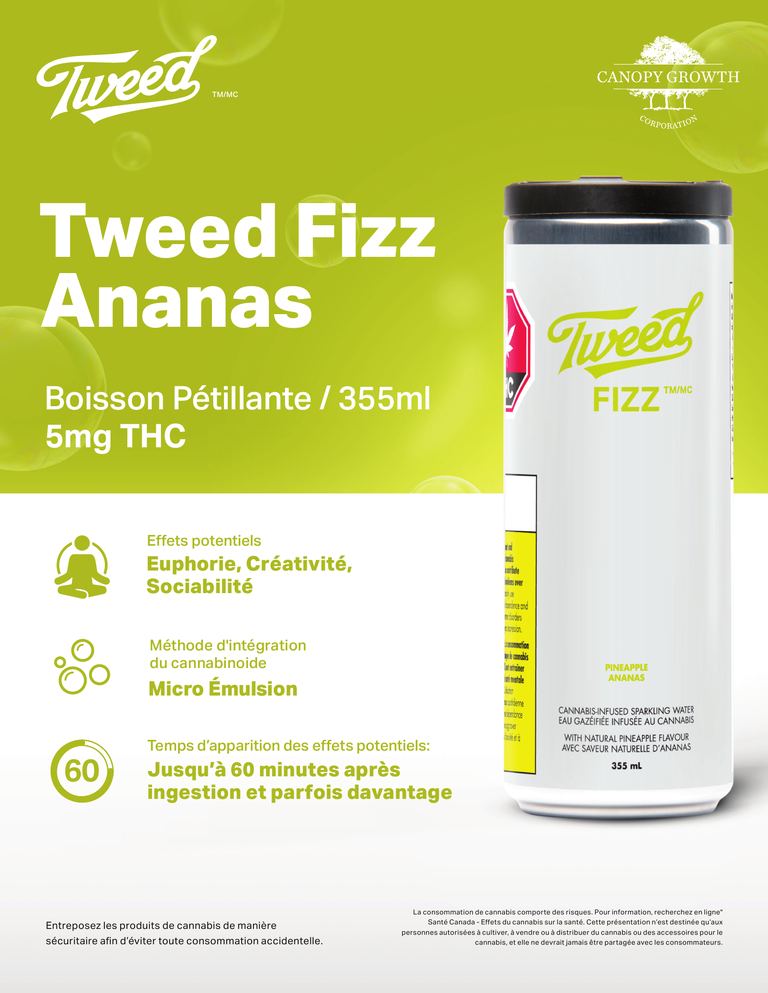 Tweed TM/MC
CANOPY GROWTH
CORPORATION
Tweed Fizz
Ananas
Boisson Pétillante / 355ml
5mg THC
Tweed
FIZZ TM/MC
Effets potentiels
Euphorie, Créativité,
Sociabilité
Méthode d'intégration
du cannabinoide
Micro Émulsion
60
Temps d'apparition des effets potentiels:
Jusqu'à 60 minutes après
ingestion et parfois davantage
PINEAPPLE
ANANAS
CANNABIS-INFUSED SPARKLING WATER
EAU GAZÉIFIÉE INFUSÉE AU CANNABIS
WITH NATURAL PINEAPPLE FLAVOUR
AVEC SAVEUR NATURELLE D'ANANAS
355 mL
Entreposez les produits de cannabis de manière
sécuritaire afin d'éviter toute consommation accidentelle.
La consommation de cannabis comporte des risques. Pour information, recherchez en ligne"
Santé Canada - Effets du cannabis sur la santé. Cette présentation n'est destinée qu'aux
personnes autorisées à cultiver, à vendre ou à distribuer du cannabis ou des accessoires pour le
cannabis, et elle ne devrait jamais être partagée avec les consommateurs.